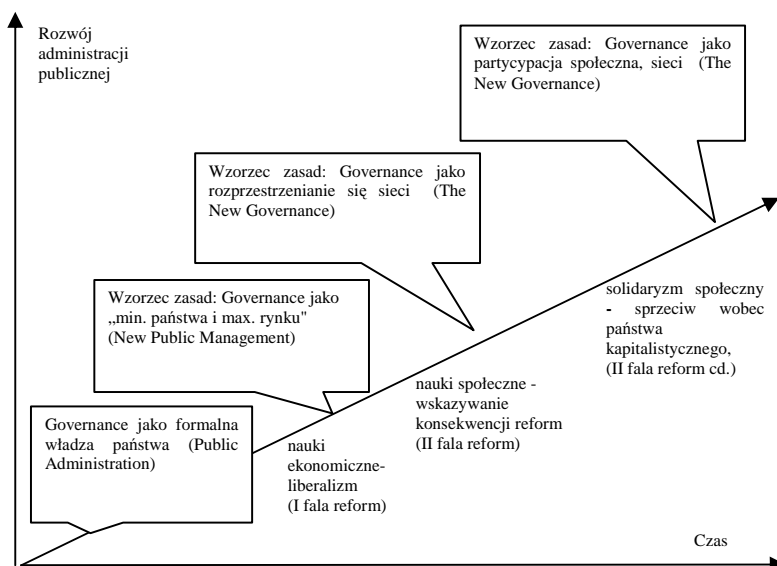 Rozwój
administracji
publicznej
Wzorzec zasad: Governance jako
partycypacja społeczna, sieci (The
New Governance)
Wzorzec zasad: Governance jako
rozprzestrzenianie się sieci (The
New Governance)
Wzorzec zasad: Governance jako
„min. państwa i max. rynku"
(New Public Management)
Governance jako formalna
władza państwa (Public
Administration)
nauki
ekonomiczne-
liberalizm
(I fala reform)
nauki społeczne -
wskazywanie
konsekwencji reform
(II fala reform)
solidaryzm społeczny
- sprzeciw wobec
państwa
kapitalistycznego,
(II fala reform cd.)
Czas